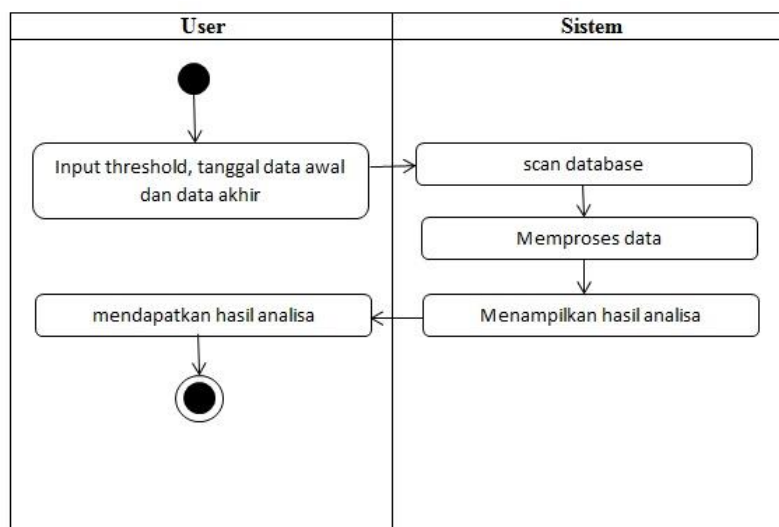 User
Sistem
Input threshold, tanggal data awal
dan data akhir
scan database
Memproses data
Menampilkan hasil analisa
mendapatkan hasil analisa